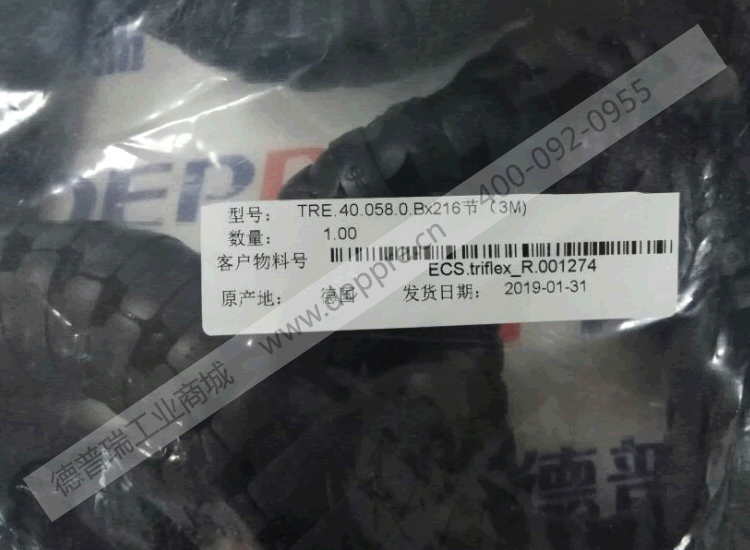 DEPP
型号： TRE.40.058.0.Bx216节（3M)
数量： 1.00
客户物料号
ECS.triflex_R.001274
原产地： 德国 发货日期： 2019-01-31
德普
德普瑞工业商城 www.deppre.cn 400-092-0955